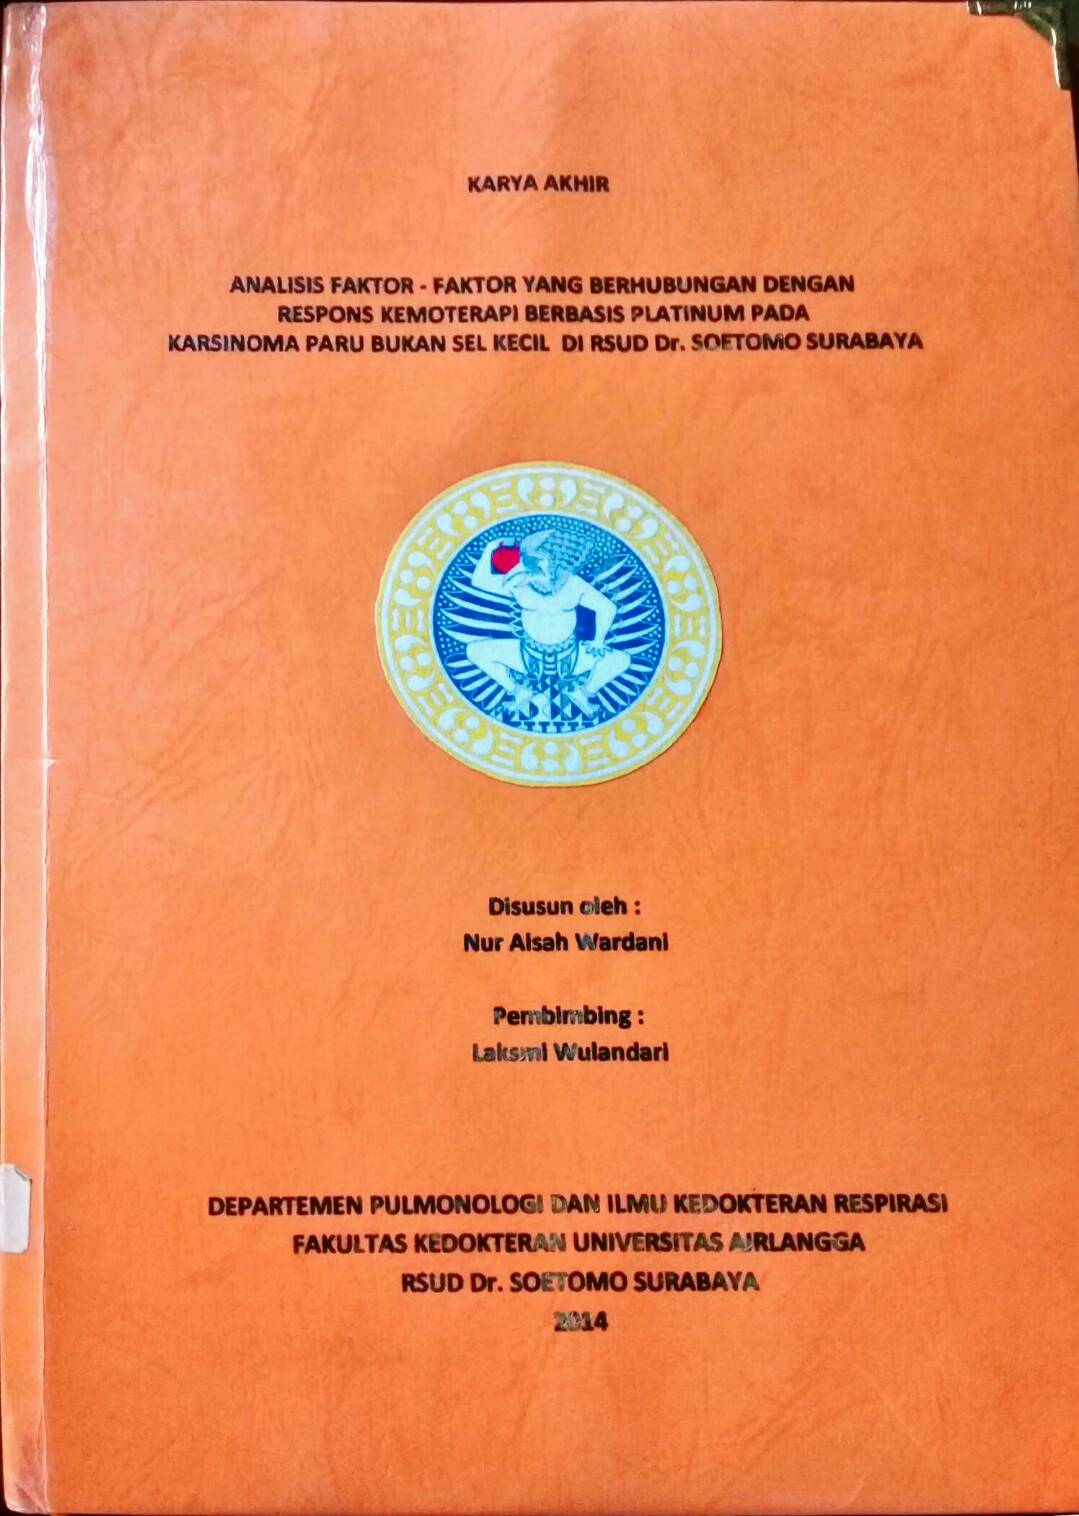 KARYA AKHIR
ANALISIS FAKTOR - FAKTOR YANG BERHUBUNGAN DENGAN
RESPONS KEMOTERAPI BERBASIS PLATINUM PADA
KARSINOMA PARU BUKAN SEL KECIL DI RSUD Dr. SOETOMO SURABAYA
Disusun oleh :
Nur Aisah Wardani
Pembimbing :
Laksmi Wulandari
DEPARTEMEN PULMONOLOGI DAN ILMU KEDOKTERAN RESPIRASI
FAKULTAS KEDOKTERAN UNIVERSITAS AIRLANGGA
RSUD Dr. SOETOMO SURABAYA
2014